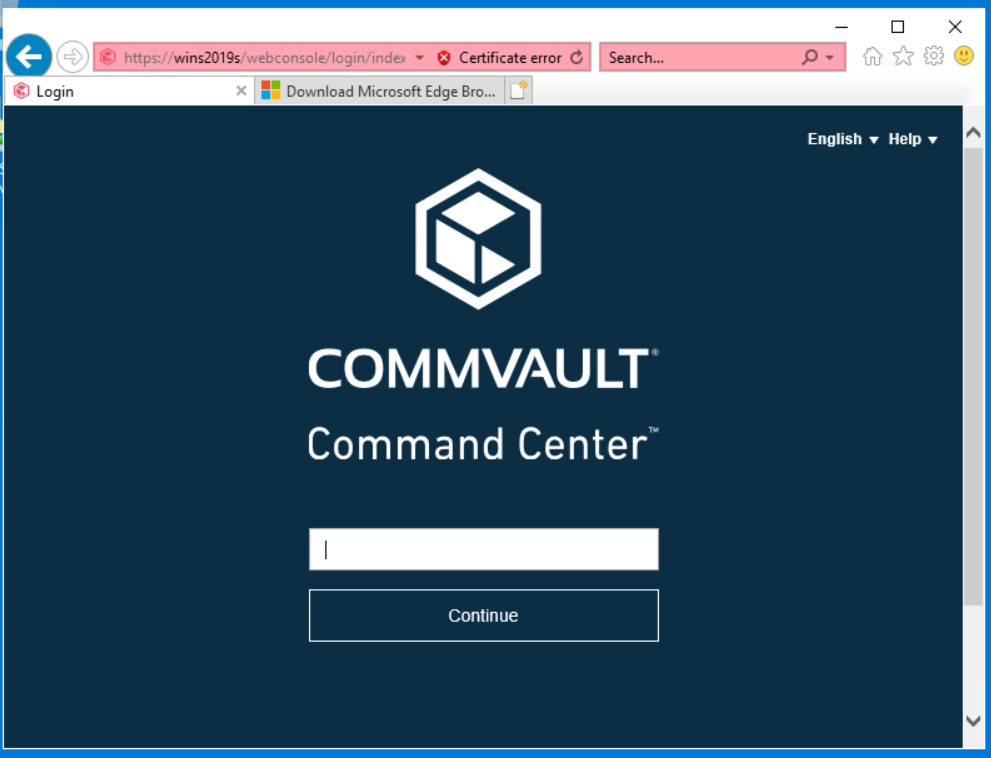 https://wins2019s/webconsole/login/index Certificate error Search...
Login Download Microsoft Edge Bro...
English Help
COMMVAULT®
Command Center™
Continue